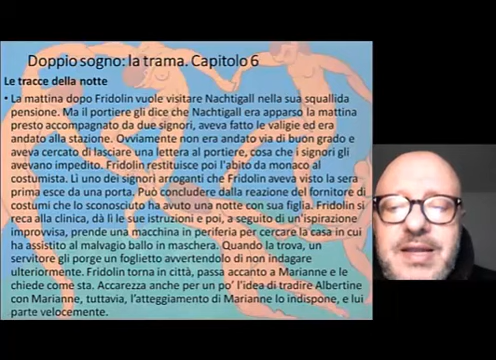 Doppio sogno: la trama. Capitolo 6
Le tracce della notte
• La mattina dopo Fridolin vuole visitare Nachtigall nella sua squallida
pensione. Ma il portiere gli dice che Nachtigall era apparso la mattina
presto accompagnato da due signori, aveva fatto le valigie ed era
andato alla stazione. Ovviamente non era andato via di buon grado e
aveva cercato di lasciare una lettera al portiere, cosa che i signori gli
avevano impedito. Fridolin restituisce poi l'abito da monaco al
costumista. Lì uno dei signori arroganti che Fridolin aveva visto la sera
prima esce da una porta. Può concludere dalla reazione del fornitore di
costumi che lo sconosciuto ha avuto una notte con sua figlia. Fridolin si
reca alla clinica, dà lì le sue istruzioni e poi, a seguito di un'ispirazione
improvvisa, prende una macchina in periferia per cercare la casa in cui
ha assistito al malvagio ballo in maschera. Quando la trova, un
servitore gli porge un foglietto avvertendolo di non indagare
ulteriormente. Fridolin torna in città, passa accanto a Marianne e le
chiede come sta. Accarezza anche per un po' l'idea di tradire Albertine
con Marianne, tuttavia, l'atteggiamento di Marianne lo indispone, e lui
parte velocemente.